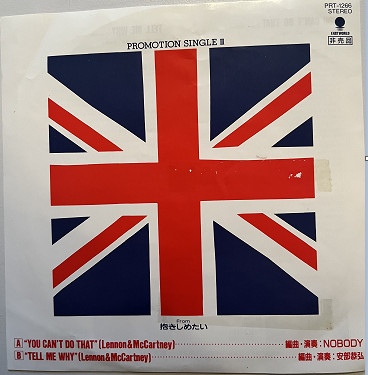 PRT-1266
STEREO
EAST WORLD
非売品
PROMOTION SINGLE II
From
抱きしめたい
A "YOU CAN'T DO THAT" (Lennon & McCartney) 編曲・演奏：NOBODY
B "TELL ME WHY" (Lennon & McCartney) 編曲・演奏：安部恭弘